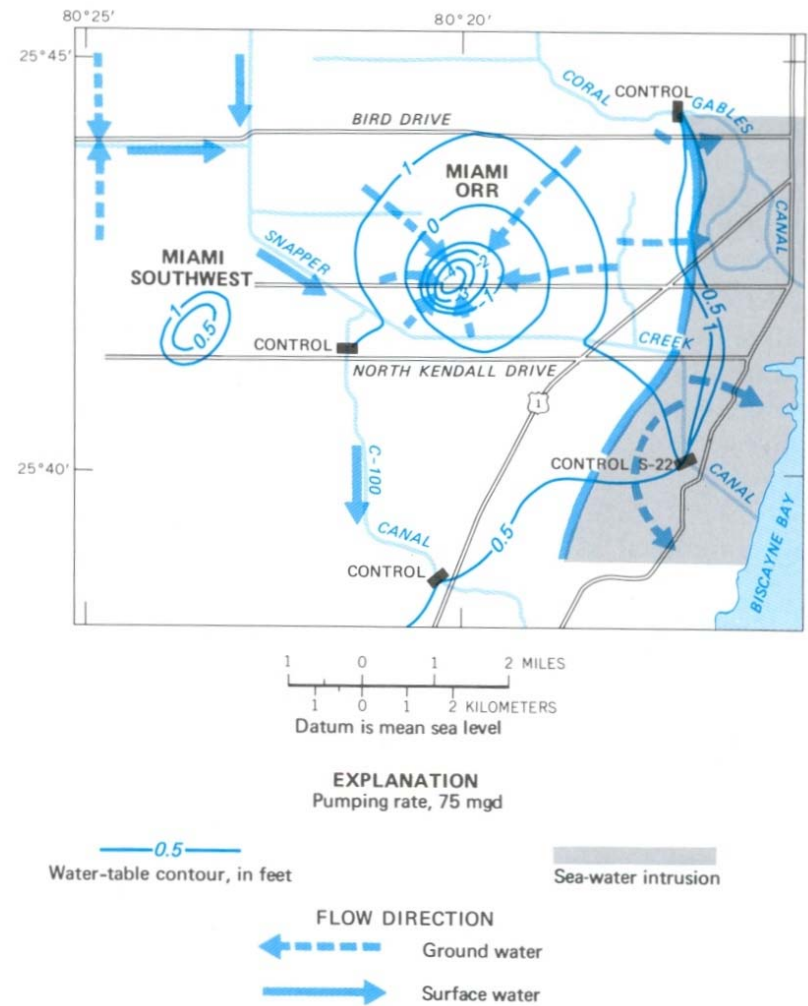 80°25' 80°20'
25°45'
CORAL
CONTROL
GABLES
BIRD DRIVE
CANAL
MIAMI
ORR
1
0
-2
-1
SNAPPER
MIAMI
SOUTHWEST
1
0.5
0.5
1
CONTROL
CREEK
NORTH KENDALL DRIVE
1
25°40'
CONTROL S-22
CANAL
C-100
CANAL
0.5
CONTROL
BISCAYNE BAY
1 0 1 2 MILES
1 0 1 2 KILOMETERS
Datum is mean sea level
EXPLANATION
Pumping rate, 75 mgd
0.5
Water-table contour, in feet
Sea-water intrusion
FLOW DIRECTION
Ground water
Surface water